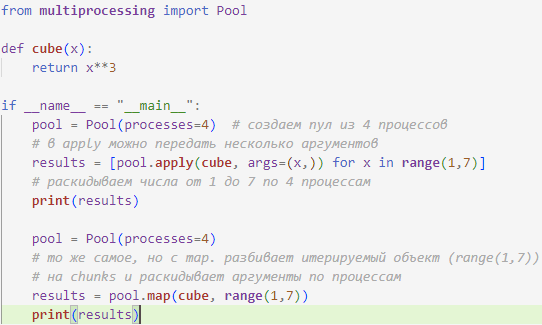 from multiprocessing import Pool
def cube(x):
    return x**3
if __name__ == "__main__":
    pool = Pool(processes=4)  # создаем пул из 4 процессов
    # в apply можно передать несколько аргументов
    results = [pool.apply(cube, args=(x,)) for x in range(1,7)]
    # раскидываем числа от 1 до 7 по 4 процессам
    print(results)
    pool = Pool(processes=4)
    # то же самое, но с map. разбивает итерируемый объект (range(1,7))
    # на chunks и раскидывает аргументы по процессам
    results = pool.map(cube, range(1,7))
    print(results)